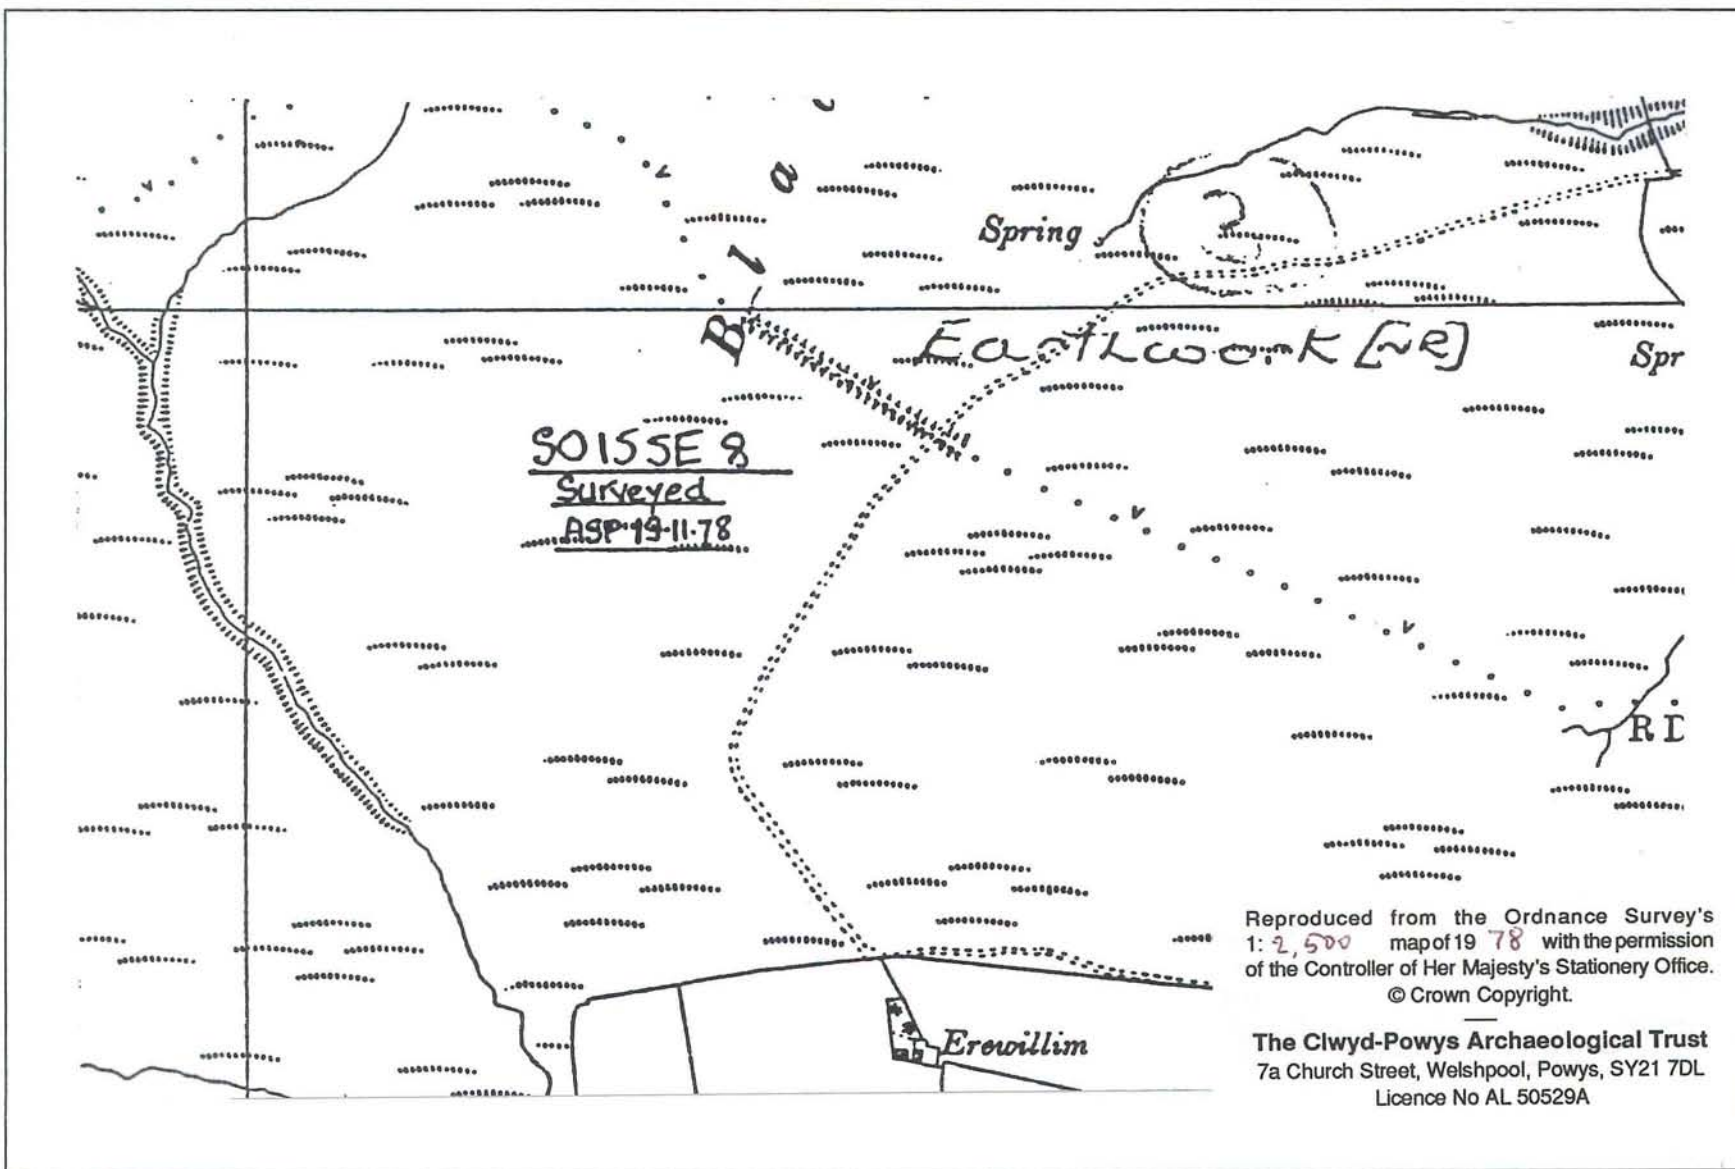 Spring
B l a
Earthwork [NR]
Spr
SO15SE 8
Surveyed
ASP·19·11·78
R D
Reproduced from the Ordnance Survey's
1: 2,500 map of 19 78 with the permission
of the Controller of Her Majesty's Stationery Office.
© Crown Copyright.
Erwillim
The Clwyd-Powys Archaeological Trust
7a Church Street, Welshpool, Powys, SY21 7DL
Licence No AL 50529A